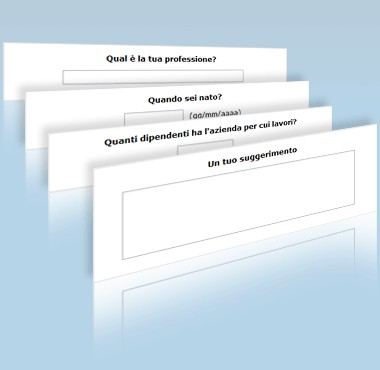 Qual è la tua professione?
Quando sei nato?
(gg/mm/aaaa)
Quanti dipendenti ha l'azienda per cui lavori?
Un tuo suggerimento